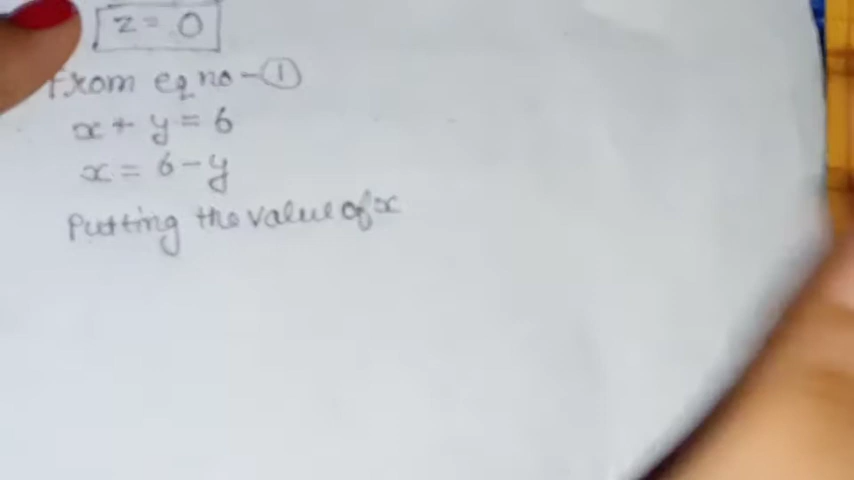 z = 0
From eq no - ①
x + y = 6
x = 6 - y
Putting the value of x